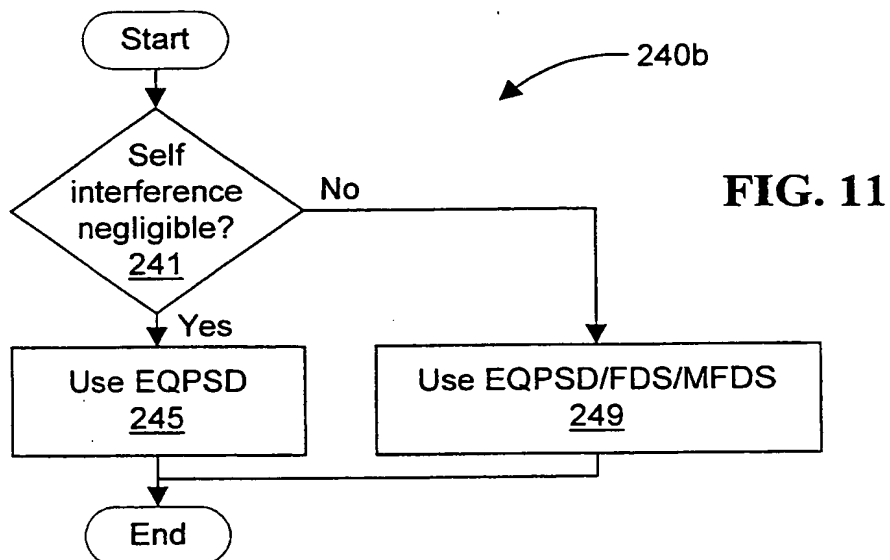 Start
240b
Self
interference
negligible?
241
No
FIG. 11
Yes
Use EQPSD
245
Use EQPSD/FDS/MFDS
249
End